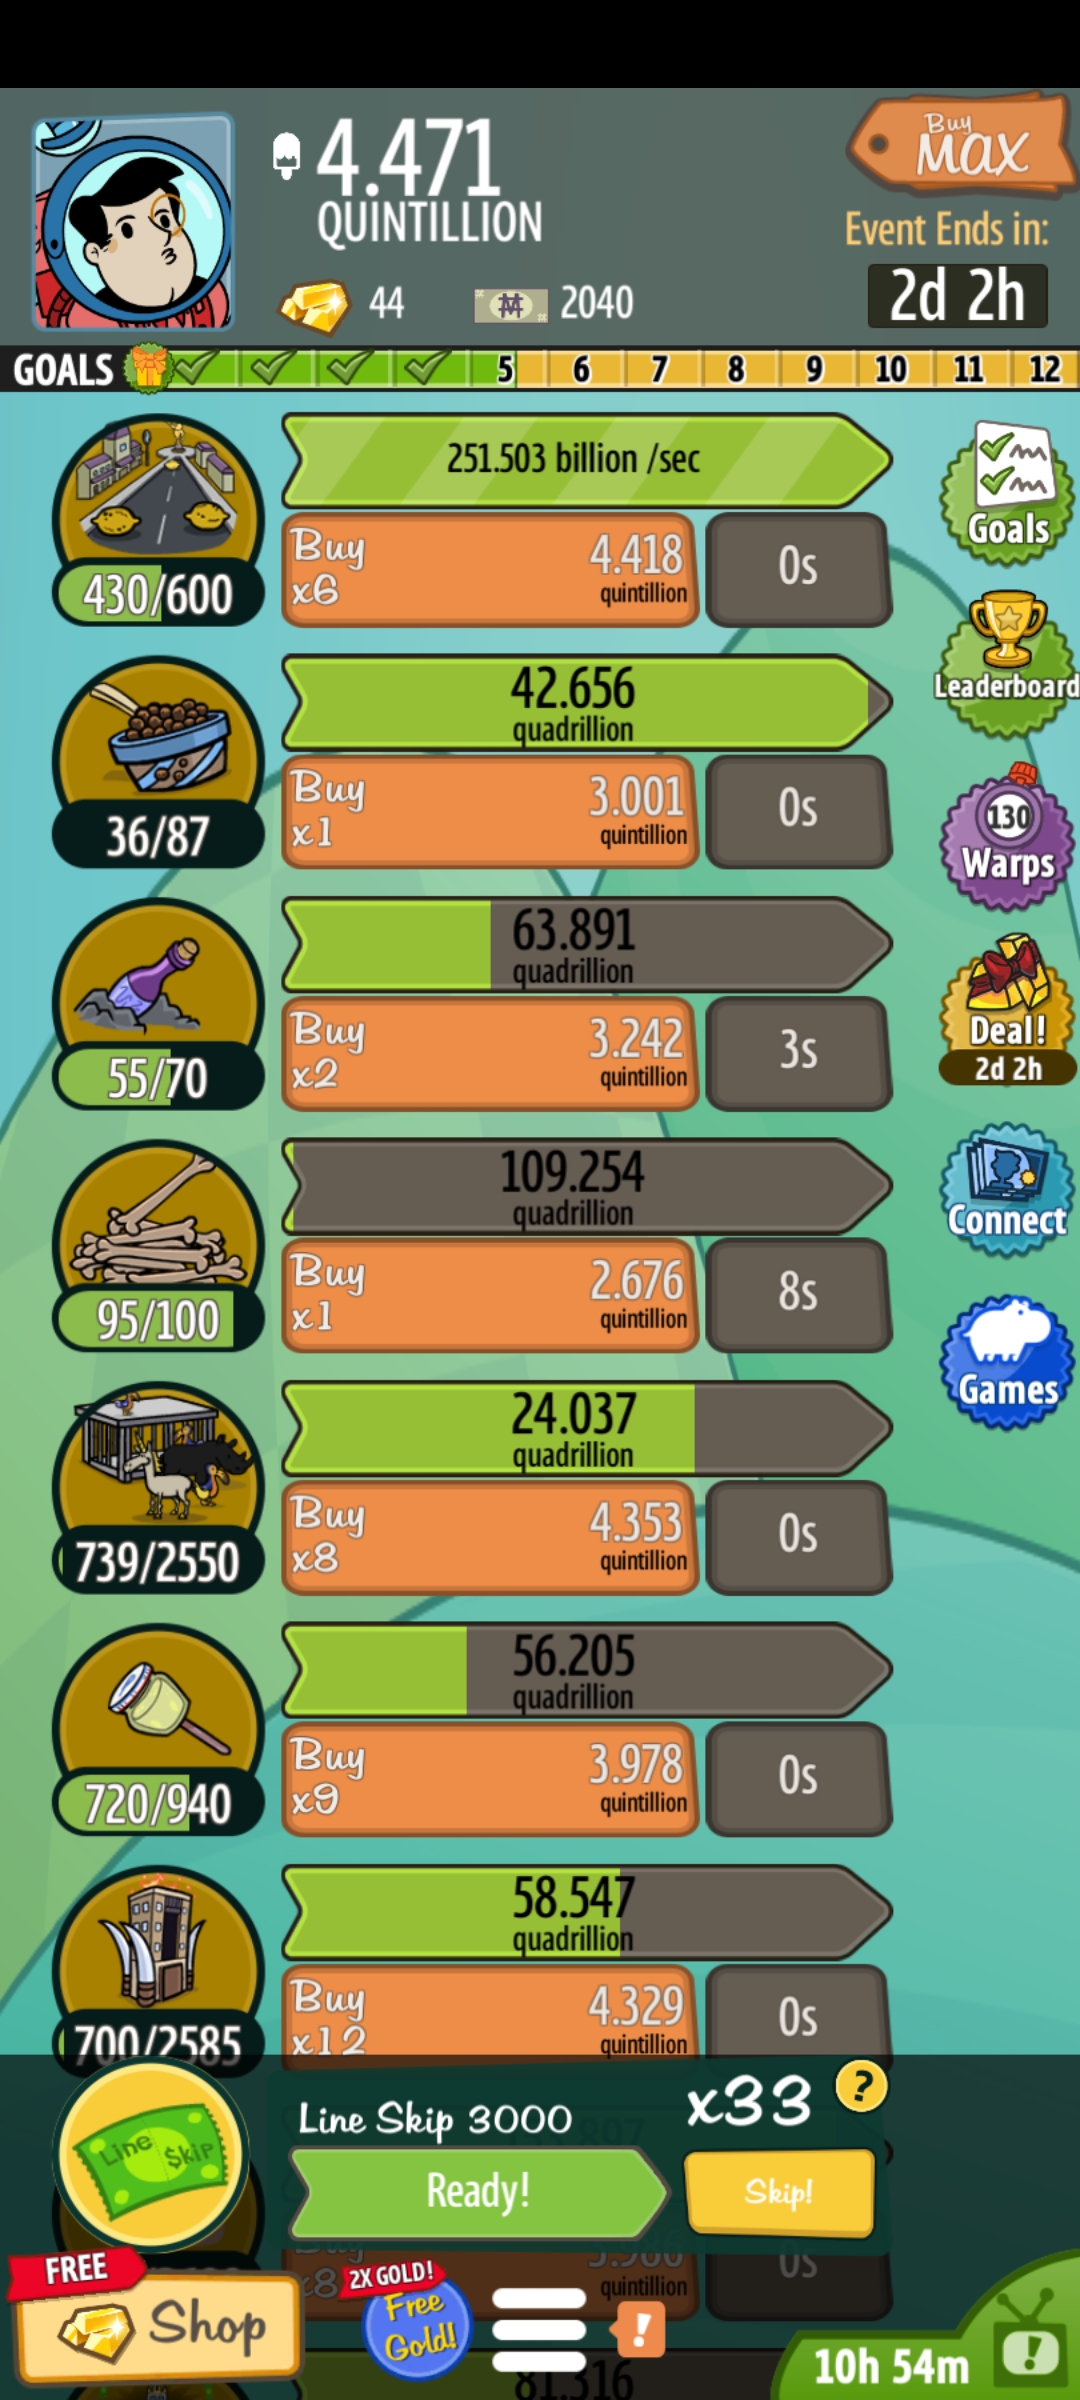 4.471
QUINTILLION
Buy
MAX
Event Ends in:
2d 2h
44
2040
GOALS 5 6 7 8 9 10 11 12
251.503 billion /sec
Buy
x6
4.418
quintillion
0s
430/600
Goals
Leaderboard
42.656
quadrillion
Buy
x1
3.001
quintillion
0s
36/87
130
Warps
63.891
quadrillion
Buy
x2
3.242
quintillion
3s
55/70
Deal!
2d 2h
109.254
quadrillion
Buy
x1
2.676
quintillion
8s
95/100
Connect
24.037
quadrillion
Buy
x8
4.353
quintillion
0s
739/2550
Games
56.205
quadrillion
Buy
x9
3.978
quintillion
0s
720/940
58.547
quadrillion
Buy
x12
4.329
quintillion
0s
700/2585
Line Skip
Line Skip 3000
x33
?
Ready!
Skip!
Buy
x8
quintillion
0s
FREE
Shop
2X GOLD!
Free
Gold!
!
81.316
10h 54m
!